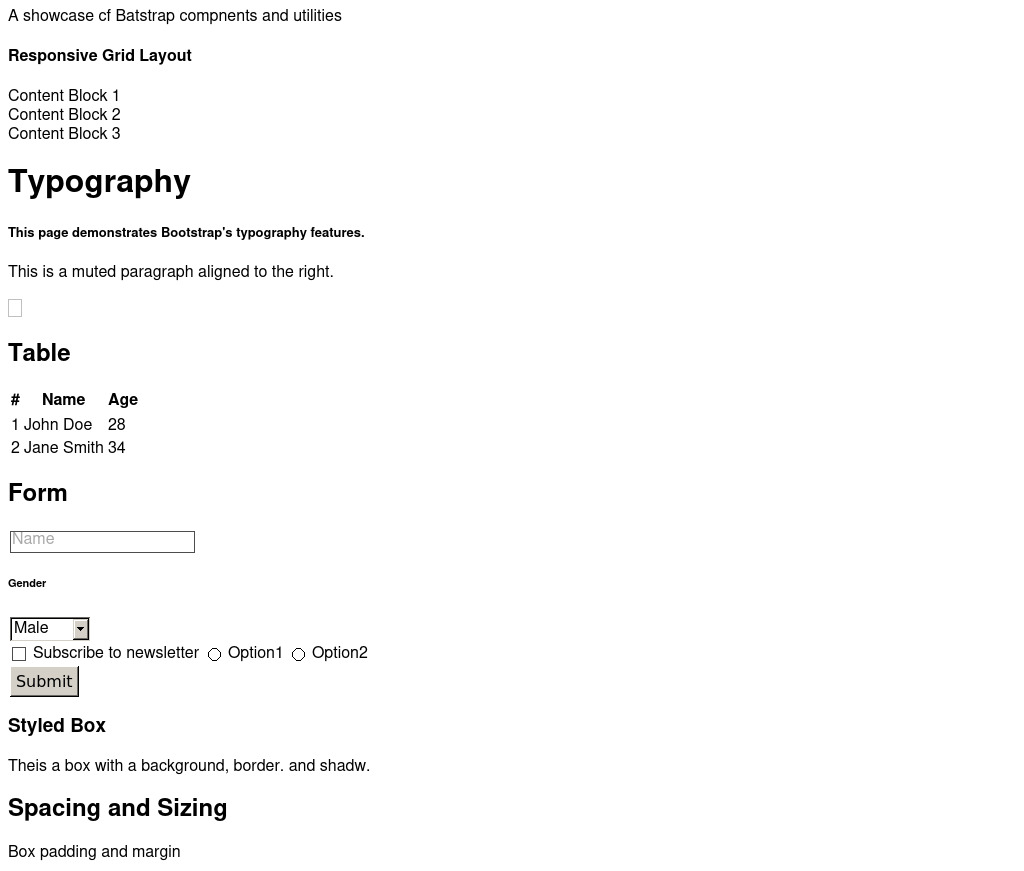 A showcase cf Batstrap compnents and utilities
Responsive Grid Layout
Content Block 1
Content Block 2
Content Block 3
Typography
This page demonstrates Bootstrap's typography features.
This is a muted paragraph aligned to the right.
Table
# Name Age
1 John Doe 28
2 Jane Smith 34
Form
Name
Gender
Male
Subscribe to newsletter Option1 Option2
Submit
Styled Box
Theis a box with a background, border. and shadw.
Spacing and Sizing
Box padding and margin